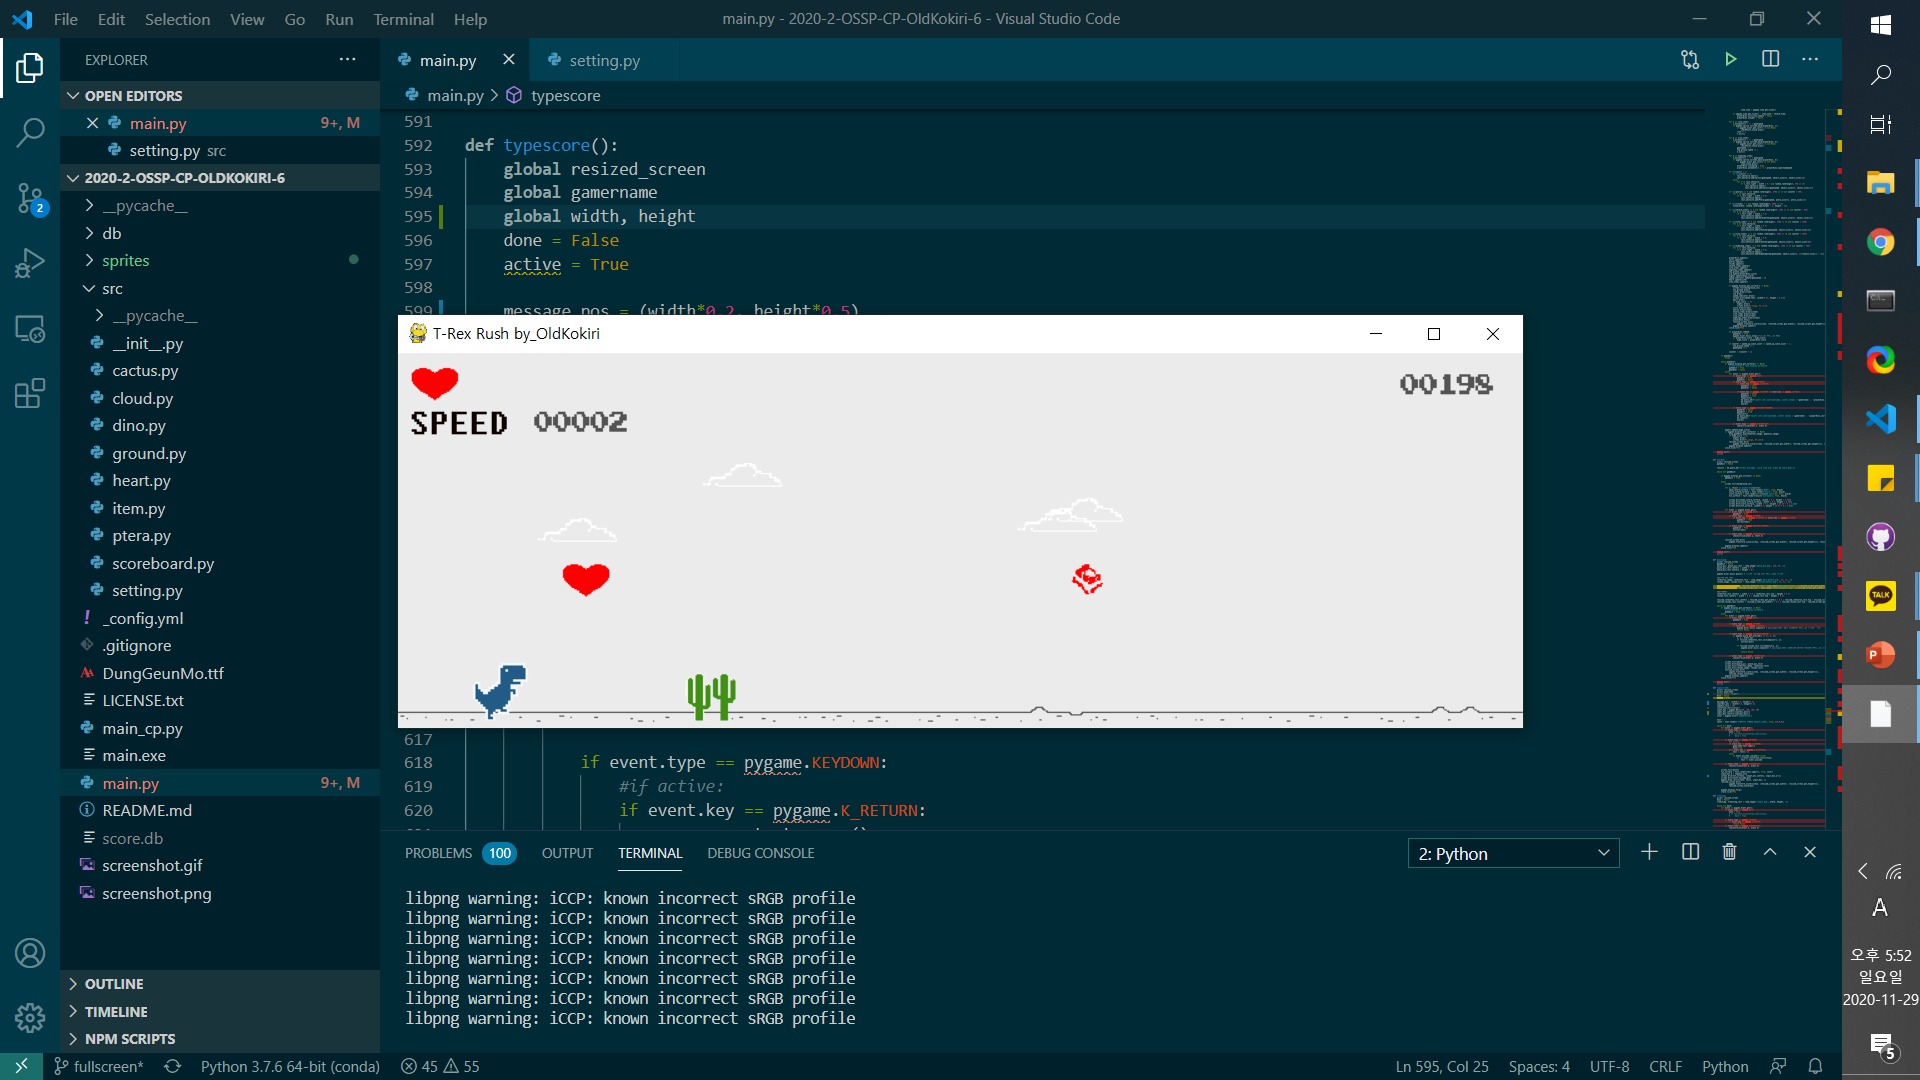 File Edit Selection View Go Run Terminal Help
main.py - 2020-2-OSSP-CP-OldKokiri-6 - Visual Studio Code
EXPLORER
OPEN EDITORS
main.py 9+, M
setting.py src
2020-2-OSSP-CP-OLDKOKIRI-6
__pycache__
db
sprites
src
__pycache__
__init__.py
cactus.py
cloud.py
dino.py
ground.py
heart.py
item.py
ptera.py
scoreboard.py
setting.py
_config.yml
.gitignore
DungGeunMo.ttf
LICENSE.txt
main_cp.py
main.exe
main.py 9+, M
README.md
score.db
screenshot.gif
screenshot.png
OUTLINE
TIMELINE
NPM SCRIPTS
2
main.py
setting.py
main.py > typescore
591
592 def typescore():
593 global resized_screen
594 global gamername
595 global width, height
596 done = False
597 active = True
598
599 message_pos = (width*0.2, height*0.5)
T-Rex Rush by_OldKokiri
00198
SPEED 00002
617
618 if event.type == pygame.KEYDOWN:
619 #if active:
620 if event.key == pygame.K_RETURN:
PROBLEMS 100 OUTPUT TERMINAL DEBUG CONSOLE
2: Python
libpng warning: iCCP: known incorrect sRGB profile
libpng warning: iCCP: known incorrect sRGB profile
libpng warning: iCCP: known incorrect sRGB profile
libpng warning: iCCP: known incorrect sRGB profile
libpng warning: iCCP: known incorrect sRGB profile
libpng warning: iCCP: known incorrect sRGB profile
libpng warning: iCCP: known incorrect sRGB profile
fullscreen* Python 3.7.6 64-bit (conda) 45 55
Ln 595, Col 25 Spaces: 4 UTF-8 CRLF Python
TALK
P
A
오후 5:52
일요일
2020-11-29
5